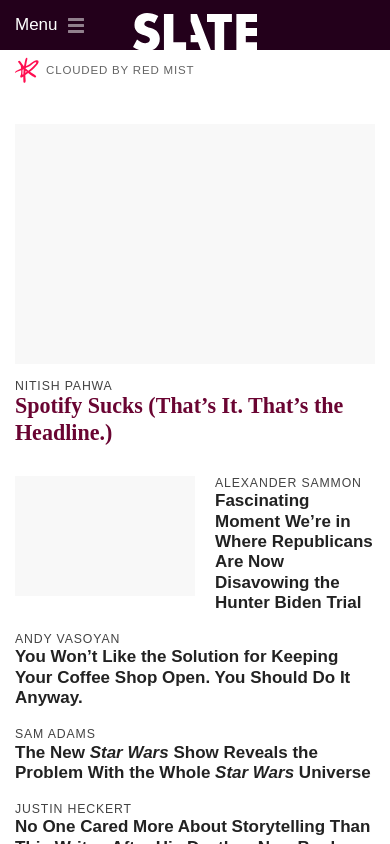 Menu
SLATE
CLOUDED BY RED MIST
NITISH PAHWA
Spotify Sucks (That’s It. That’s the
Headline.)
ALEXANDER SAMMON
Fascinating
Moment We’re in
Where Republicans
Are Now
Disavowing the
Hunter Biden Trial
ANDY VASOYAN
You Won’t Like the Solution for Keeping
Your Coffee Shop Open. You Should Do It
Anyway.
SAM ADAMS
The New Star Wars Show Reveals the
Problem With the Whole Star Wars Universe
JUSTIN HECKERT
No One Cared More About Storytelling Than